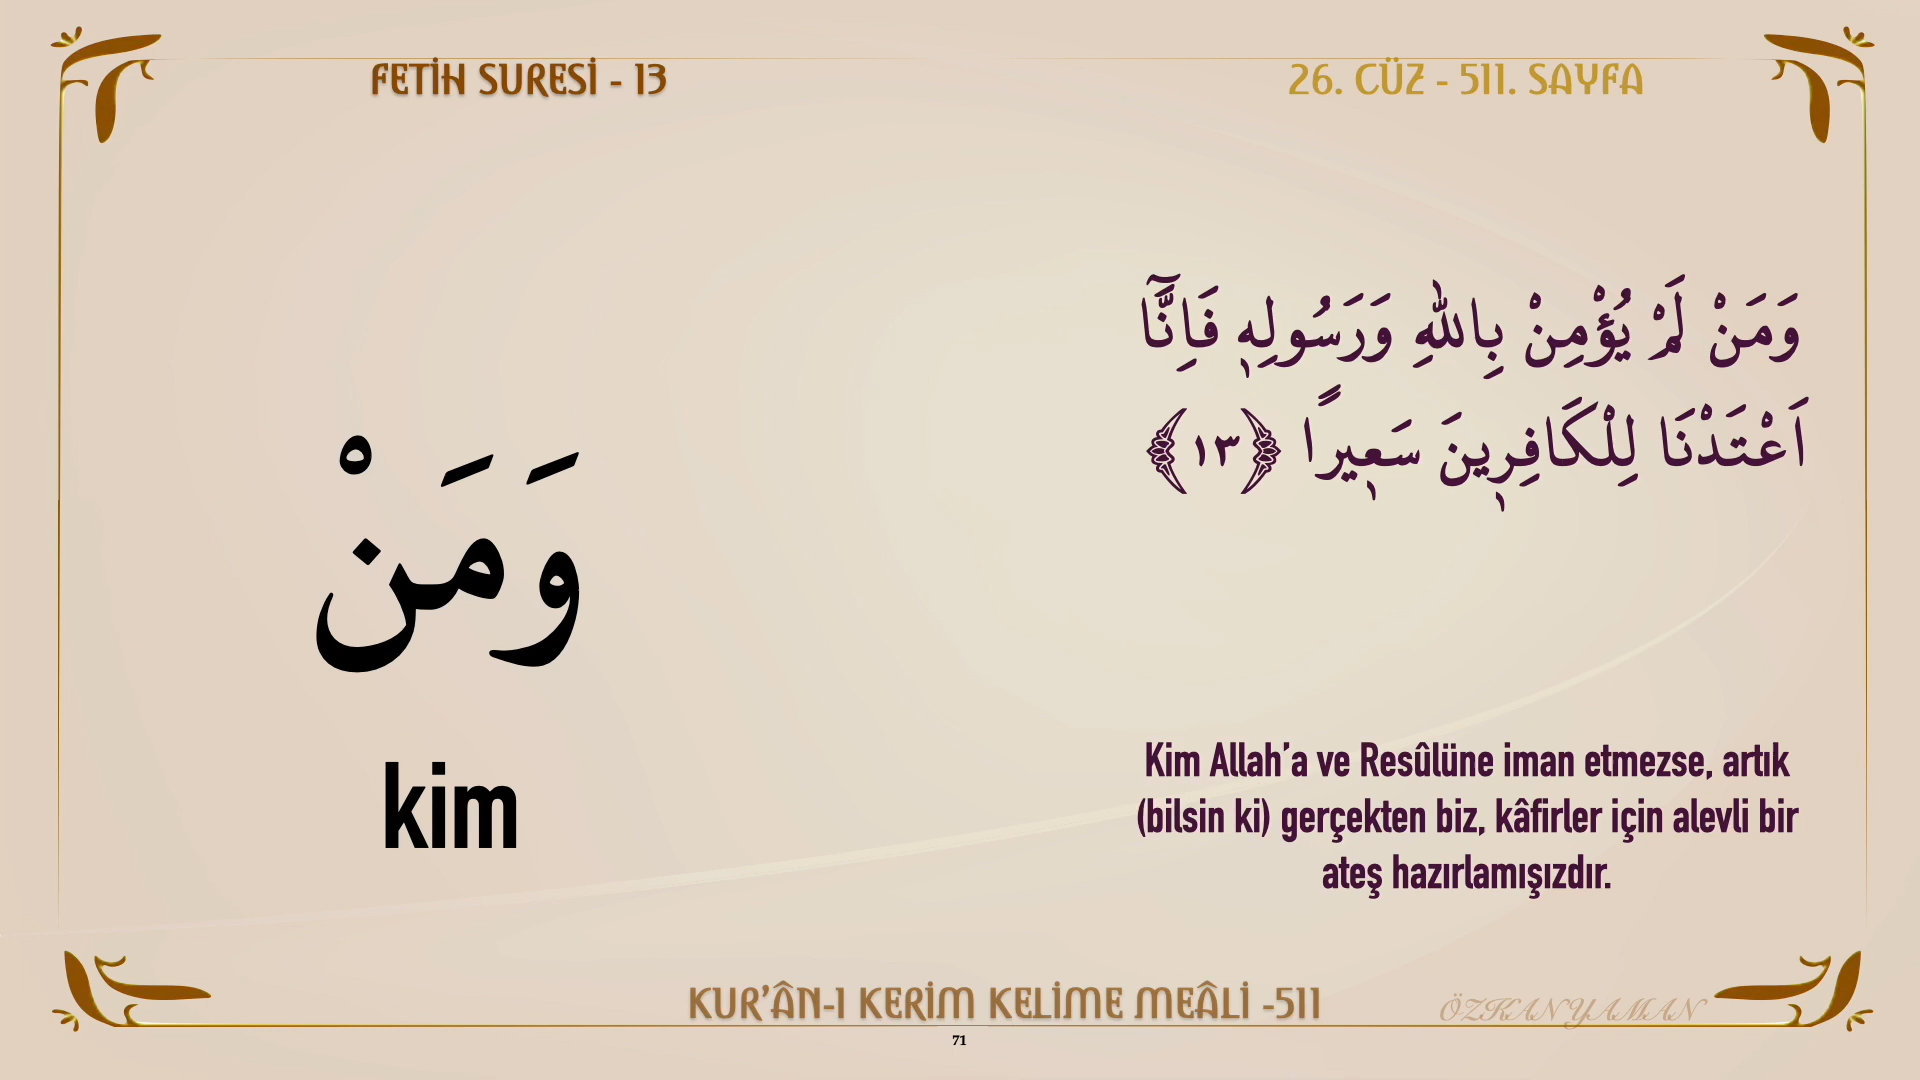 FETİH SURESİ - 13
26. CÜZ - 511. SAYFA
وَمَنْ لَمْ يُؤْمِنْ بِاللّٰهِ وَرَسُولِه۪ فَاِنَّٓا
اَعْتَدْنَا لِلْكَافِر۪ينَ سَع۪يرًا ﴿١٣﴾
وَمَنْ
kim
Kim Allah’a ve Resûlüne iman etmezse, artık
(bilsin ki) gerçekten biz, kâfirler için alevli bir
ateş hazırlamışızdır.
KUR’ÂN-I KERİM KELİME MEÂLİ -511
ÖZKAN YAMAN
71